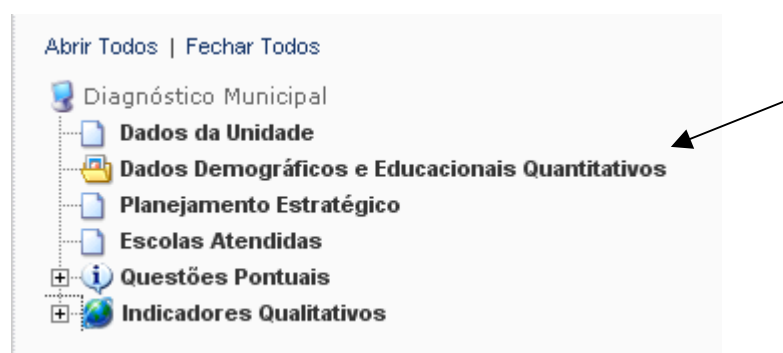 Abrir Todos | Fechar Todos
Diagnóstico Municipal
Dados da Unidade
Dados Demográficos e Educacionais Quantitativos
Planejamento Estratégico
Escolas Atendidas
Questões Pontuais
Indicadores Qualitativos